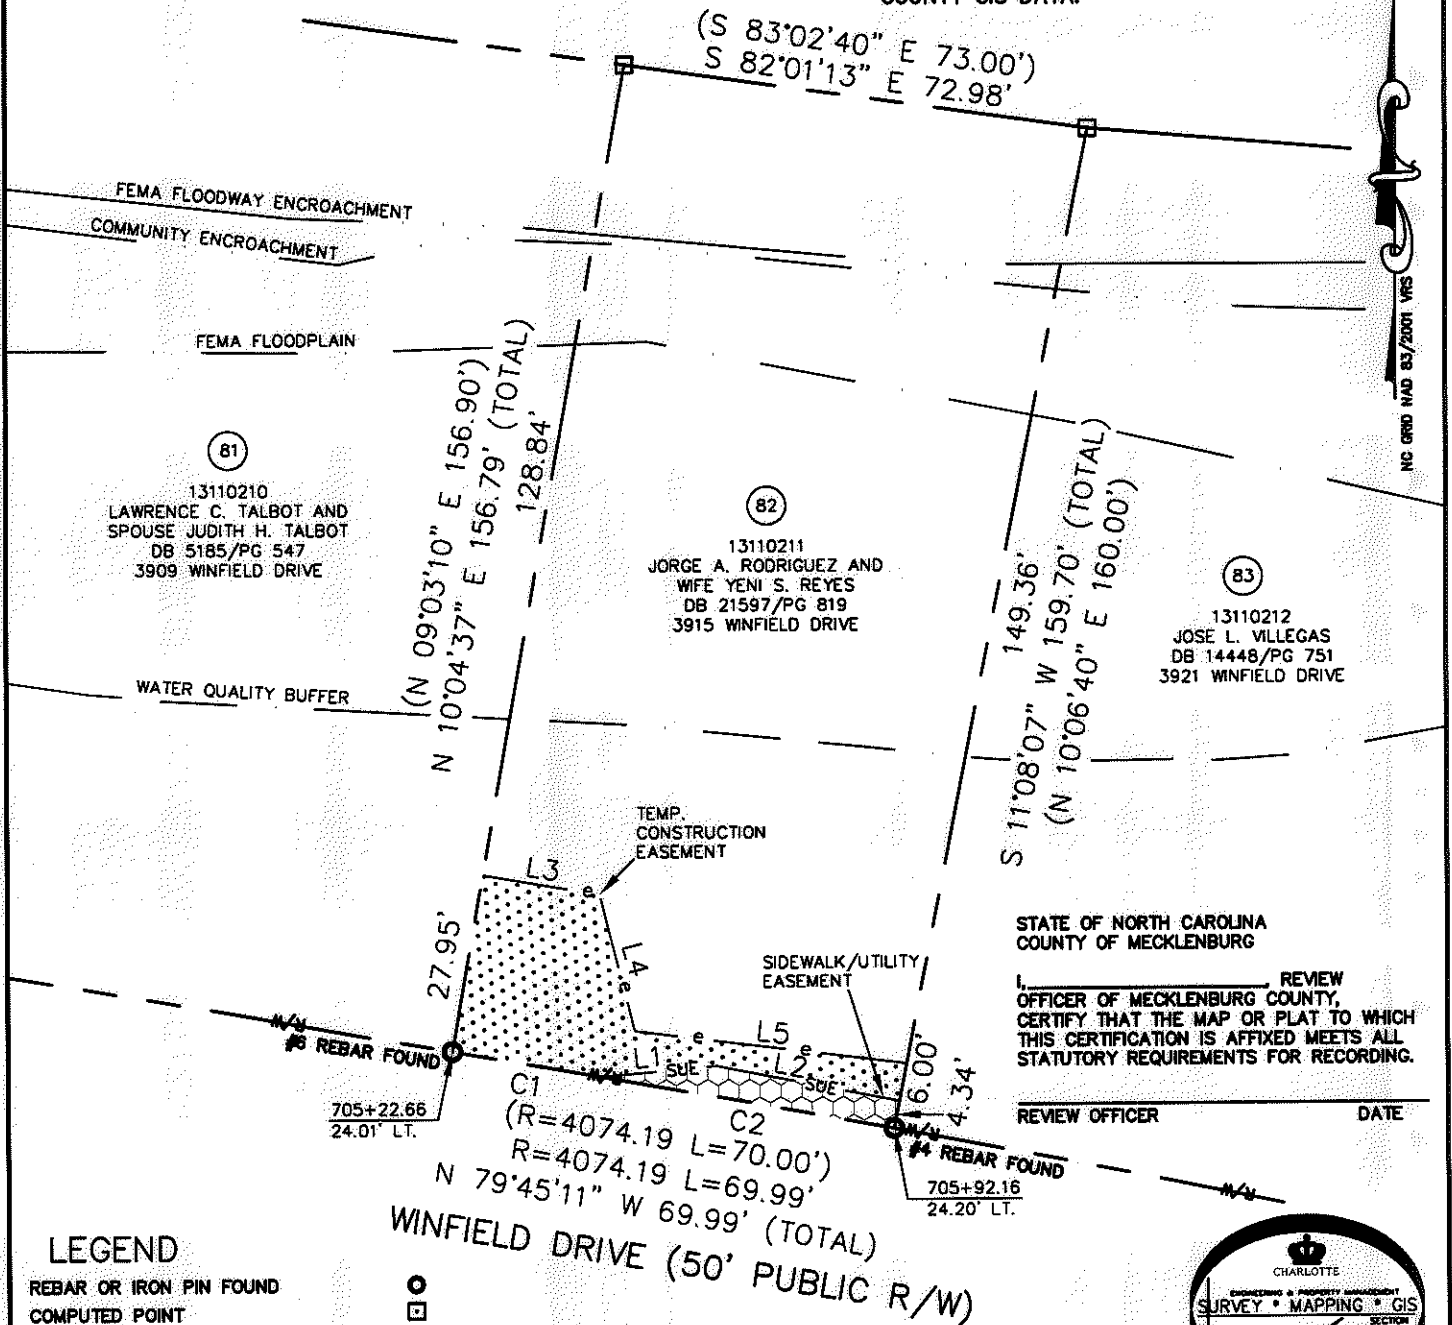 COUNTY GIS DATA.
(S 83°02'40" E 73.00')
S 82°01'13" E 72.98'
FEMA FLOODWAY ENCROACHMENT
COMMUNITY ENCROACHMENT
FEMA FLOODPLAIN
NC GRID NAD 83/2001 VRS
(N 09°03'10" E 156.90')
N 10°04'37" E 156.79' (TOTAL)
128.84'
81
13110210
LAWRENCE C. TALBOT AND
SPOUSE JUDITH H. TALBOT
DB 5185/PG 547
3909 WINFIELD DRIVE
82
13110211
JORGE A. RODRIGUEZ AND
WIFE YENI S. REYES
DB 21597/PG 819
3915 WINFIELD DRIVE
149.36'
S 11°08'07" W 159.70' (TOTAL)
(N 10°06'40" E 160.00')
83
13110212
JOSE L. VILLEGAS
DB 14448/PG 751
3921 WINFIELD DRIVE
WATER QUALITY BUFFER
TEMP.
CONSTRUCTION
EASEMENT
L3
e
27.95'
L4
e
SIDEWALK/UTILITY
EASEMENT
e
L5
e
L1
SUE
L2
SUE
6.00'
4.34'
STATE OF NORTH CAROLINA
COUNTY OF MECKLENBURG
I,____________________, REVIEW
OFFICER OF MECKLENBURG COUNTY,
CERTIFY THAT THE MAP OR PLAT TO WHICH
THIS CERTIFICATION IS AFFIXED MEETS ALL
STATUTORY REQUIREMENTS FOR RECORDING.
REVIEW OFFICER DATE
R/W
#6 REBAR FOUND
R/W
705+22.66
24.01' LT.
C1
C2
(R=4074.19 L=70.00')
R=4074.19 L=69.99'
N 79°45'11" W 69.99' (TOTAL)
R/W
#4 REBAR FOUND
705+92.16
24.20' LT.
R/W
WINFIELD DRIVE (50' PUBLIC R/W)
LEGEND
REBAR OR IRON PIN FOUND
COMPUTED POINT
CHARLOTTE
ENGINEERING & PROPERTY MANAGEMENT
SURVEY * MAPPING * GIS
SECTION